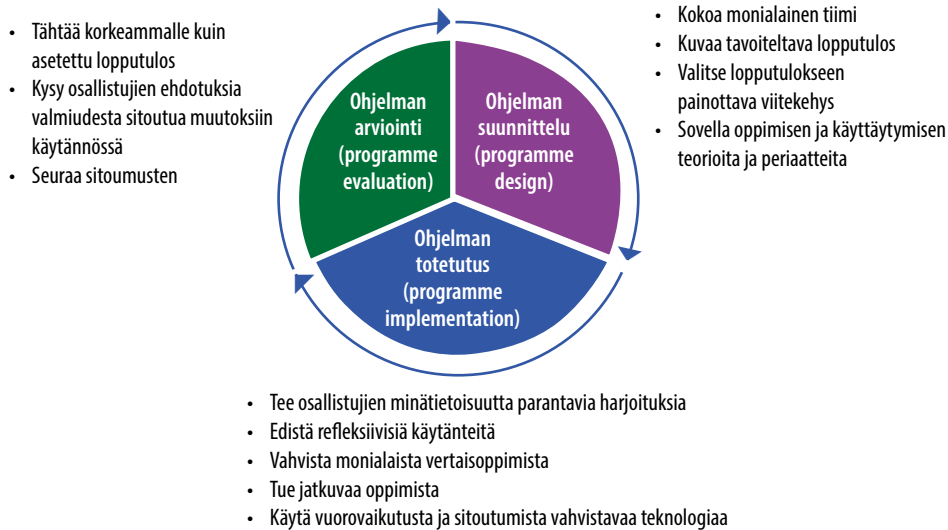 • Tähtää korkeammalle kuin
asetettu lopputulos
• Kysy osallistujien ehdotuksia
valmiudesta sitoutua muutoksiin
käytännössä
• Seuraa sitoumusten
Ohjelman
arviointi
(programme
evaluation)
Ohjelman
suunnittelu
(programme
design)
• Kokoa monialainen tiimi
• Kuvaa tavoiteltava lopputulos
• Valitse lopputulokseen
painottava viitekehys
• Sovella oppimisen ja käyttäytymisen
teorioita ja periaatteita
Ohjelman
totetutus
(programme
implementation)
• Tee osallistujien minätietoisuutta parantavia harjoituksia
• Edistä refleksiivisiä käytänteitä
• Vahvista monialaista vertaisoppimista
• Tue jatkuvaa oppimista
• Käytä vuorovaikutusta ja sitoutumista vahvistavaa teknologiaa